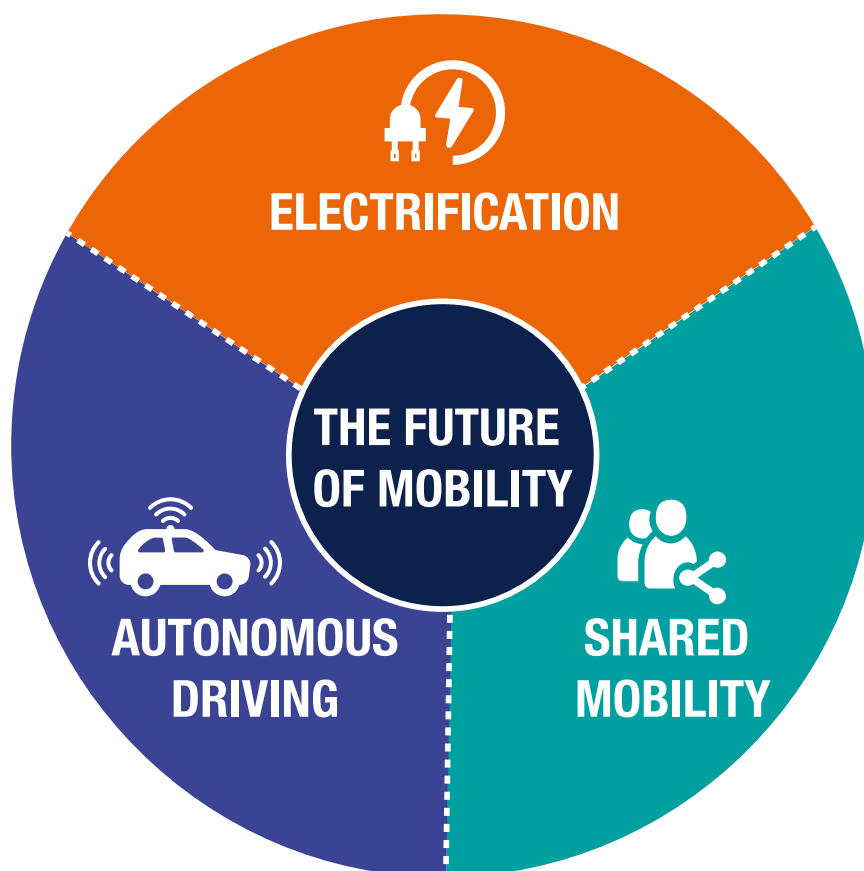 ELECTRIFICATION
THE FUTURE
OF MOBILITY
AUTONOMOUS
DRIVING
SHARED
MOBILITY